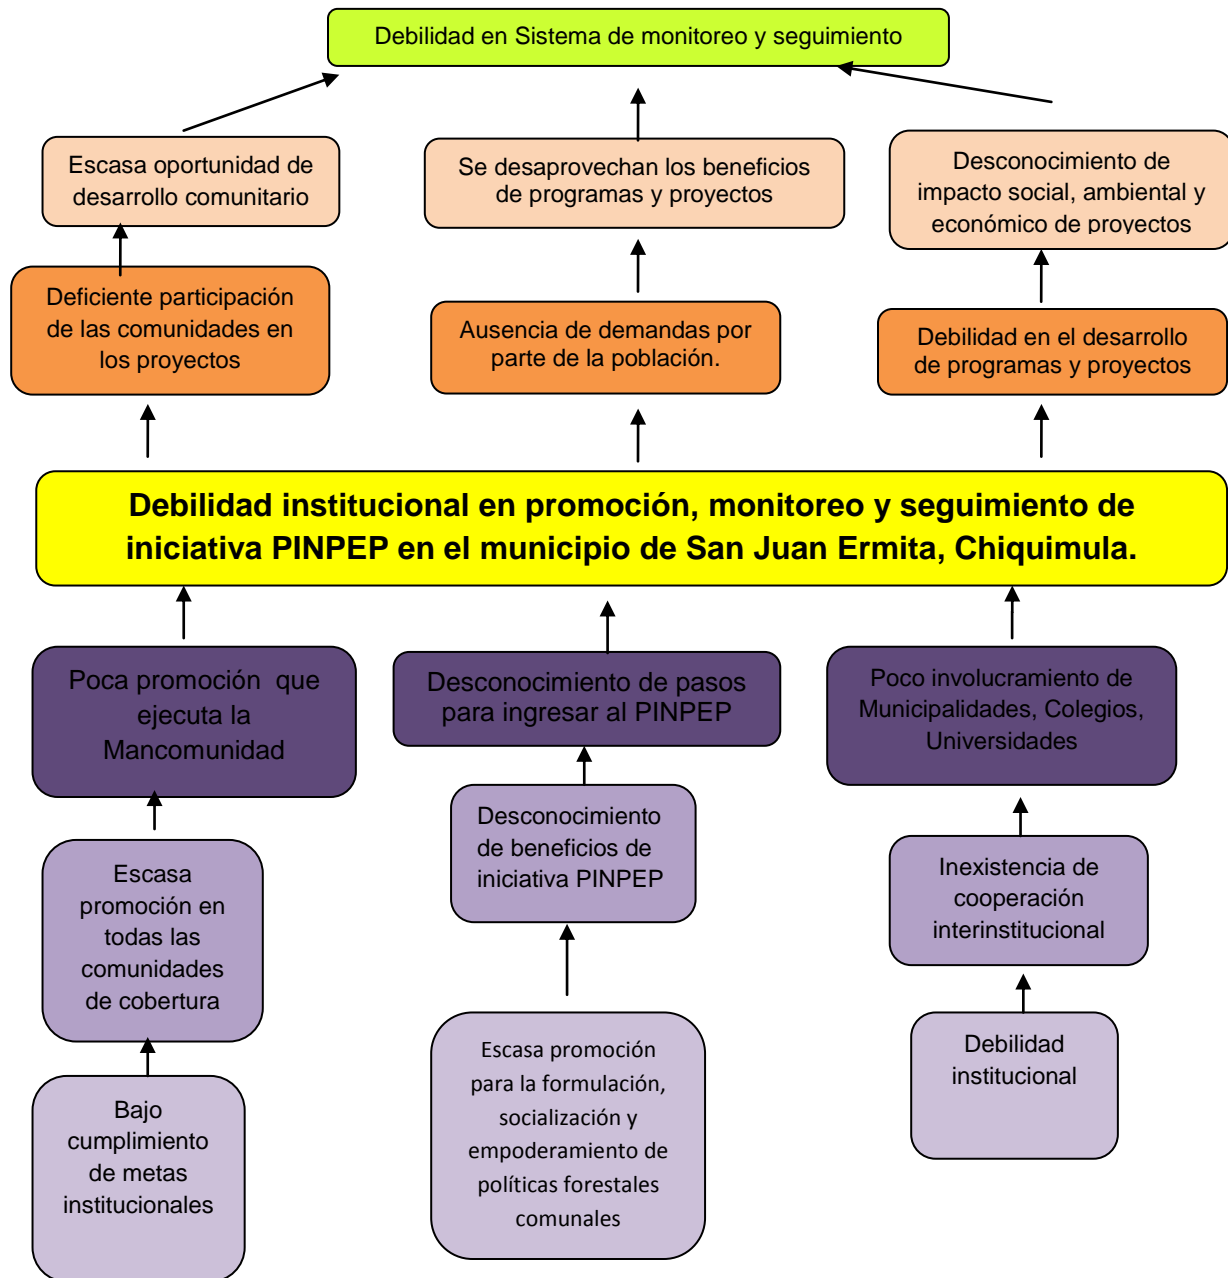 Debilidad en Sistema de monitoreo y seguimiento
Escasa oportunidad de
desarrollo comunitario
Se desaprovechan los beneficios
de programas y proyectos
Desconocimiento de
impacto social, ambiental y
económico de proyectos
Deficiente participación
de las comunidades en
los proyectos
Ausencia de demandas por
parte de la población.
Debilidad en el desarrollo
de programas y proyectos
Debilidad institucional en promoción, monitoreo y seguimiento de
iniciativa PINPEP en el municipio de San Juan Ermita, Chiquimula.
Poca promoción que
ejecuta la
Mancomunidad
Desconocimiento de pasos
para ingresar al PINPEP
Poco involucramiento de
Municipalidades, Colegios,
Universidades
Escasa
promoción en
todas las
comunidades
de cobertura
Desconocimiento
de beneficios de
iniciativa PINPEP
Inexistencia de
cooperación
interinstitucional
Bajo
cumplimiento
de metas
institucionales
Escasa promoción
para la formulación,
socialización y
empoderamiento de
políticas forestales
comunales
Debilidad
institucional